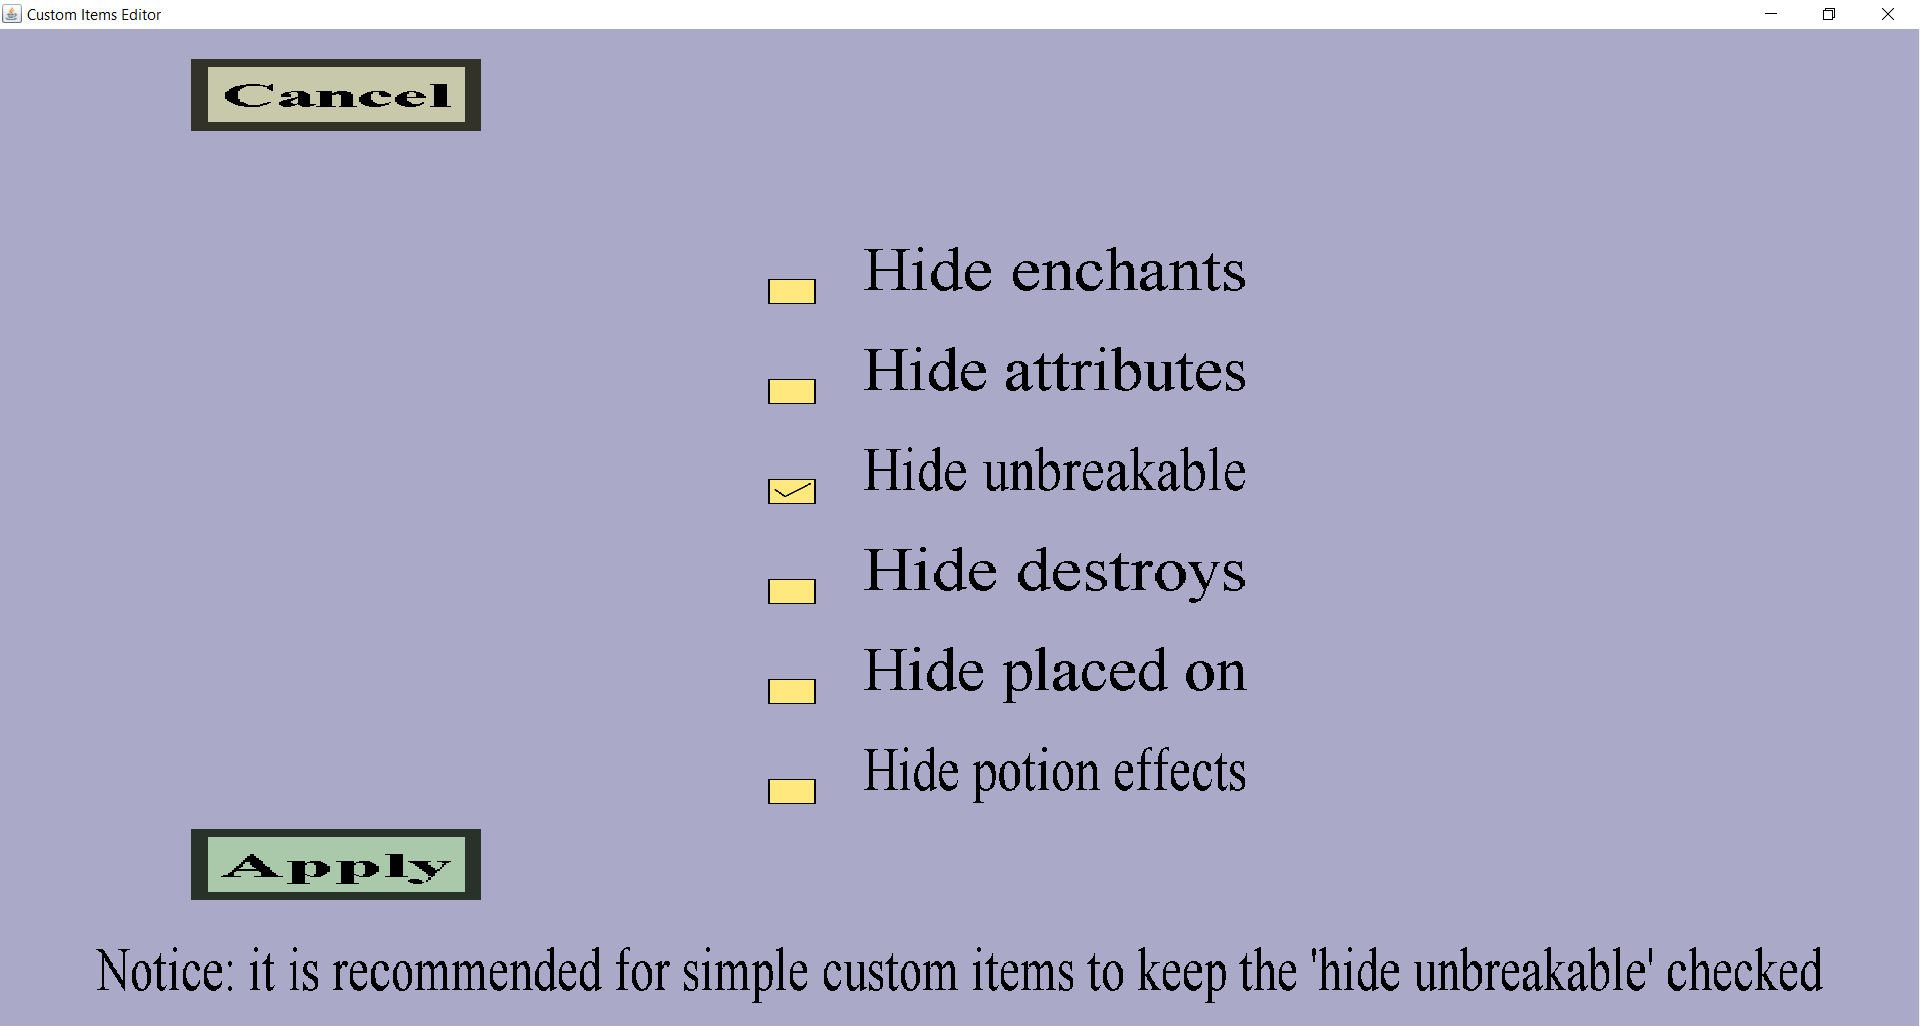 Custom Items Editor
Cancel
Hide enchants
Hide attributes
Hide unbreakable
Hide destroys
Hide placed on
Hide potion effects
Apply
Notice: it is recommended for simple custom items to keep the 'hide unbreakable' checked